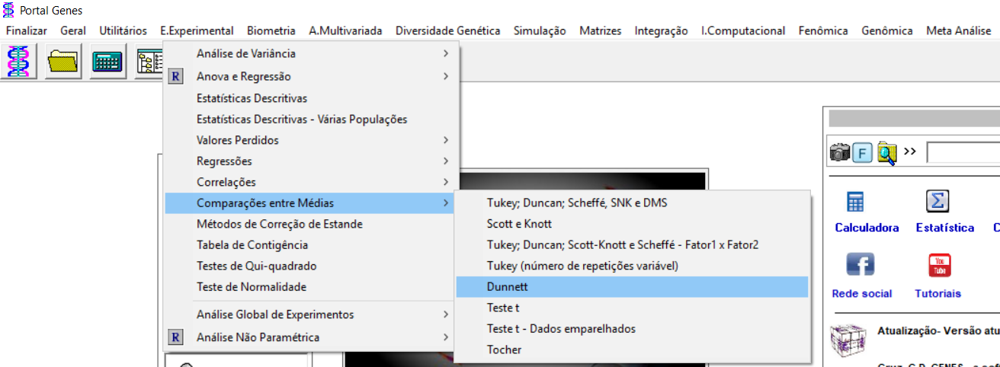 Portal Genes
Finalizar Geral Utilitários E.Experimental Biometria A.Multivariada Diversidade Genética Simulação Matrizes Integração I.Computacional Fenômica Genômica Meta Análise
Análise de Variância
R Anova e Regressão
Estatísticas Descritivas
Estatísticas Descritivas - Várias Populações
Valores Perdidos
Regressões
Correlações
Comparações entre Médias
Métodos de Correção de Estande
Tabela de Contigência
Testes de Qui-quadrado
Teste de Normalidade
Análise Global de Experimentos
R Análise Não Paramétrica
Tukey; Duncan; Scheffé, SNK e DMS
Scott e Knott
Tukey; Duncan; Scott-Knott e Scheffé - Fator1 x Fator2
Tukey (número de repetições variável)
Dunnett
Teste t
Teste t - Dados emparelhados
Tocher
F >>
Calculadora Estatística C
f You Tube
Rede social Tutoriais
Atualização- Versão atu